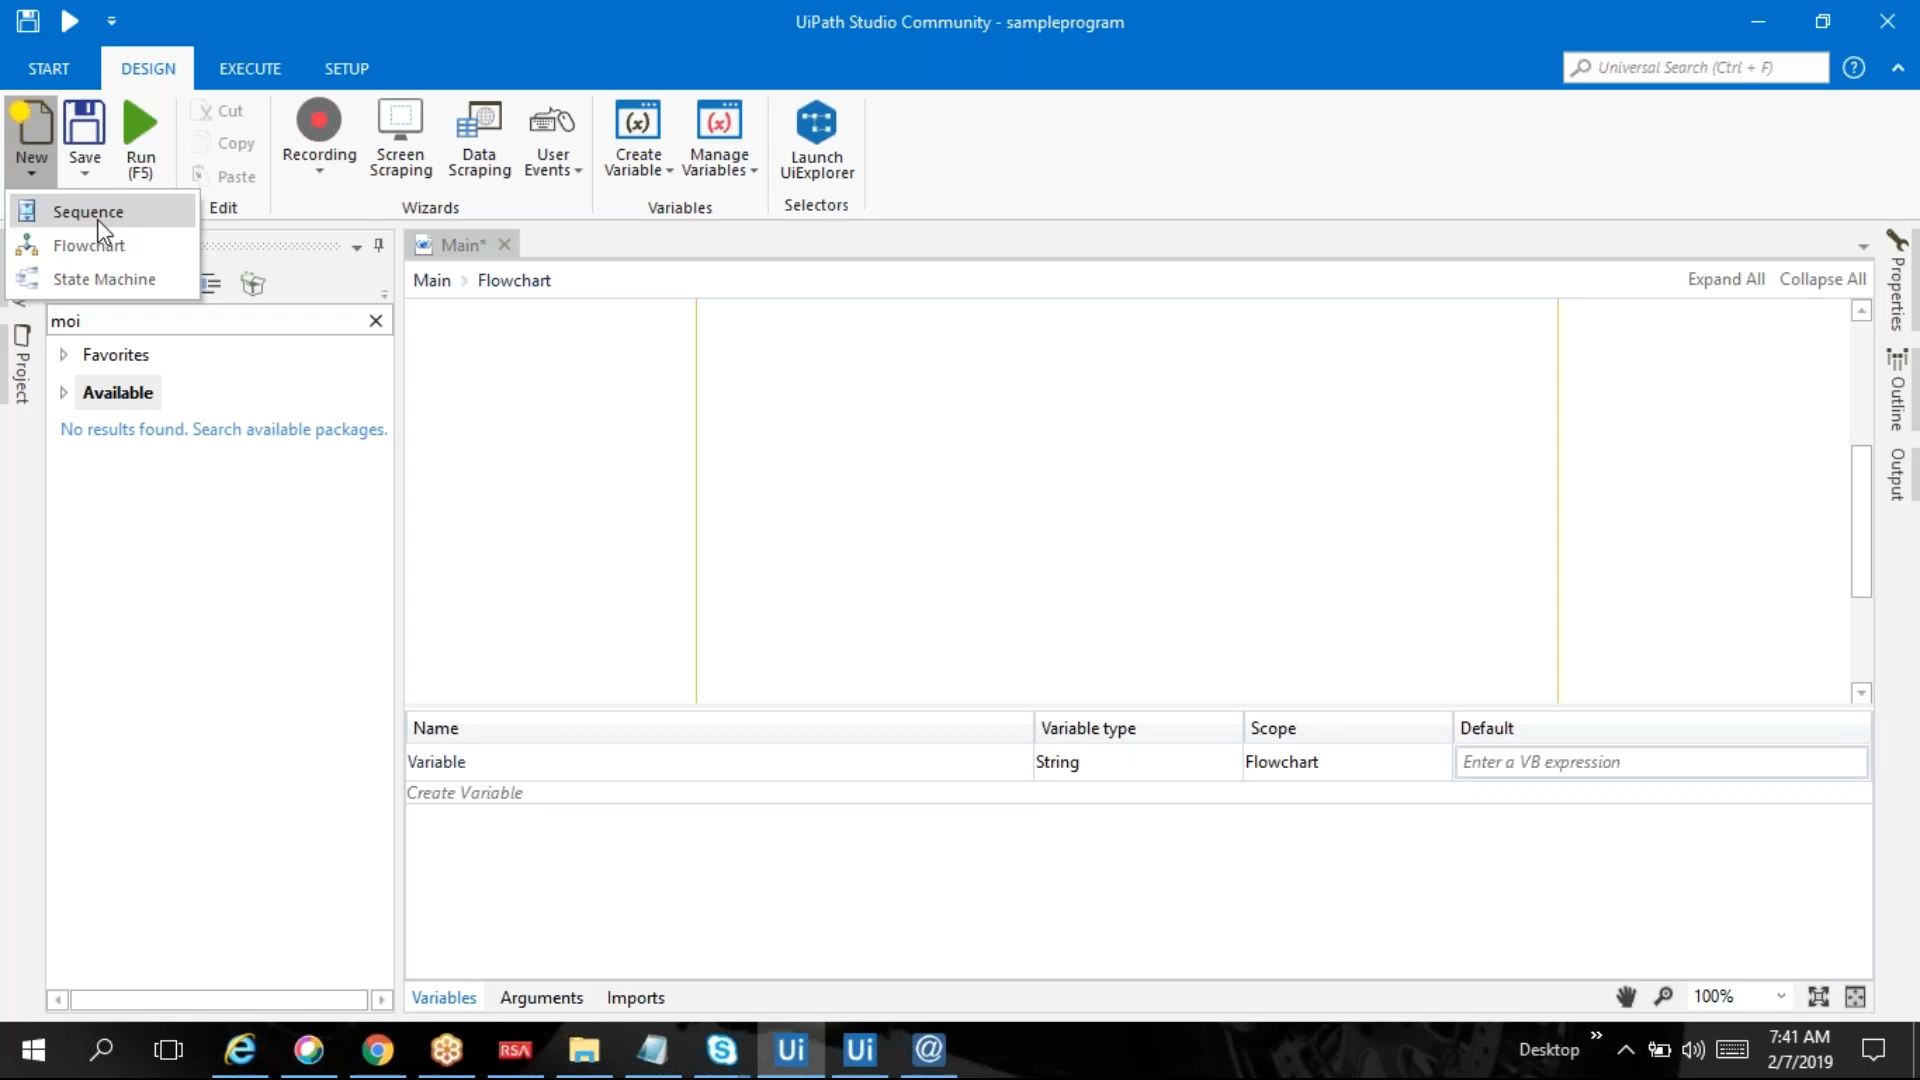 UiPath Studio Community - sampleprogram
START DESIGN EXECUTE SETUP
Universal Search (Ctrl + F)
New Save Run (F5)
Cut
Copy
Paste
Recording Screen Scraping Data Scraping User Events
Create Variable Manage Variables
Launch UiExplorer
Edit Wizards Variables Selectors
Sequence
Flowchart
State Machine
Main*
Main Flowchart
Expand All Collapse All
moi
Favorites
Available
No results found. Search available packages.
Project
Properties
Outline
Output
Name Variable type Scope Default
Variable String Flowchart Enter a VB expression
Create Variable
Variables Arguments Imports
100%
RSA
Ui
Ui
Desktop
7:41 AM
2/7/2019